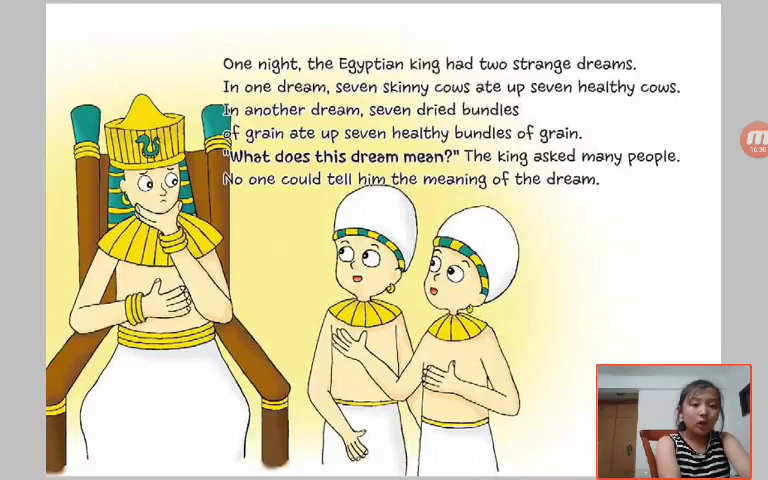 One night, the Egyptian king had two strange dreams.
In one dream, seven skinny cows ate up seven healthy cows.
In another dream, seven dried bundles
of grain ate up seven healthy bundles of grain.
"What does this dream mean?" The king asked many people.
No one could tell him the meaning of the dream.
16:30